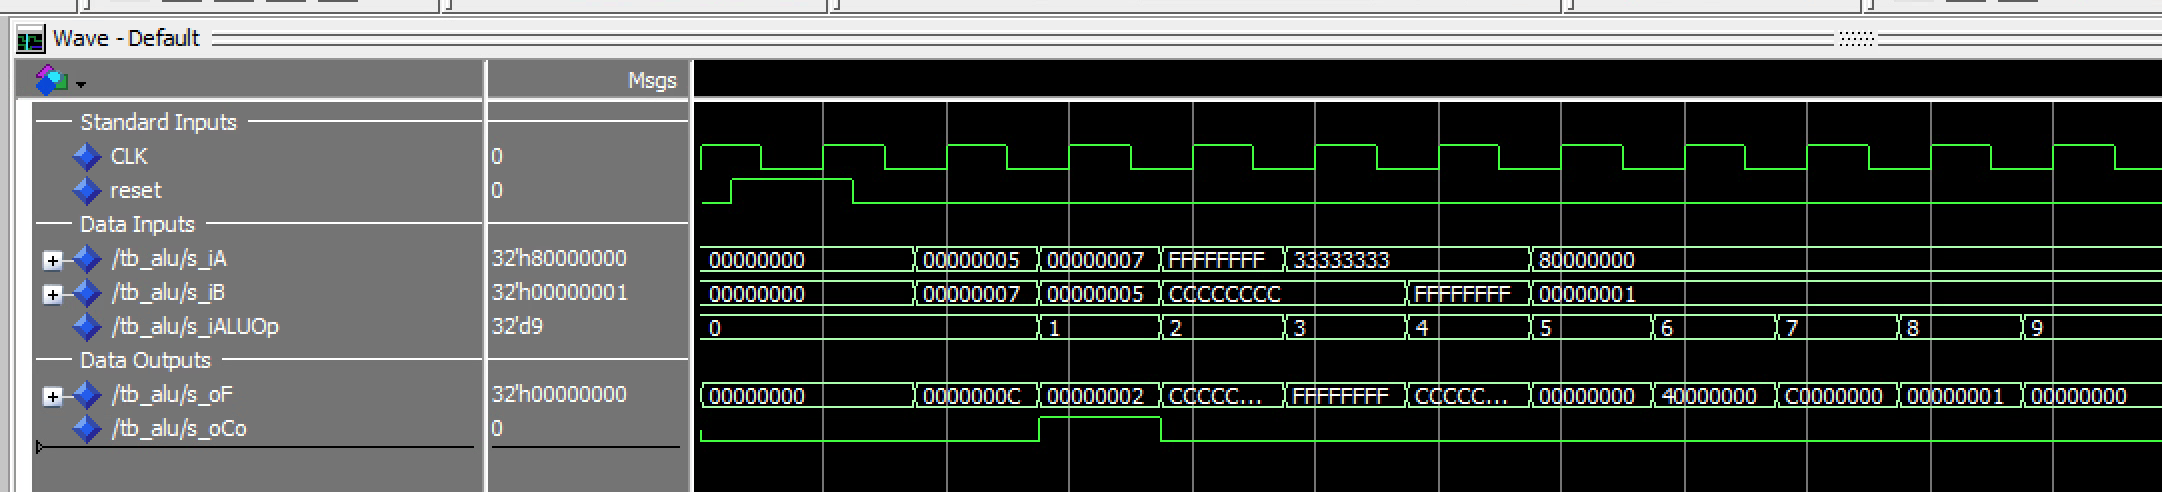 Wave - Default
Msgs
Standard Inputs
CLK 0
reset 0
Data Inputs
/tb_alu/s_iA 32'h80000000 00000000 00000005 00000007 FFFFFFFF 33333333 80000000
/tb_alu/s_iB 32'h00000001 00000000 00000007 00000005 CCCCCCCC FFFFFFFF 00000001
/tb_alu/s_iALUOp 32'd9 0 1 2 3 4 5 6 7 8 9
Data Outputs
/tb_alu/s_oF 32'h00000000 00000000 0000000C 00000002 CCCCC... FFFFFFFF CCCCC... 00000000 40000000 C0000000 00000001 00000000
/tb_alu/s_oCo 0